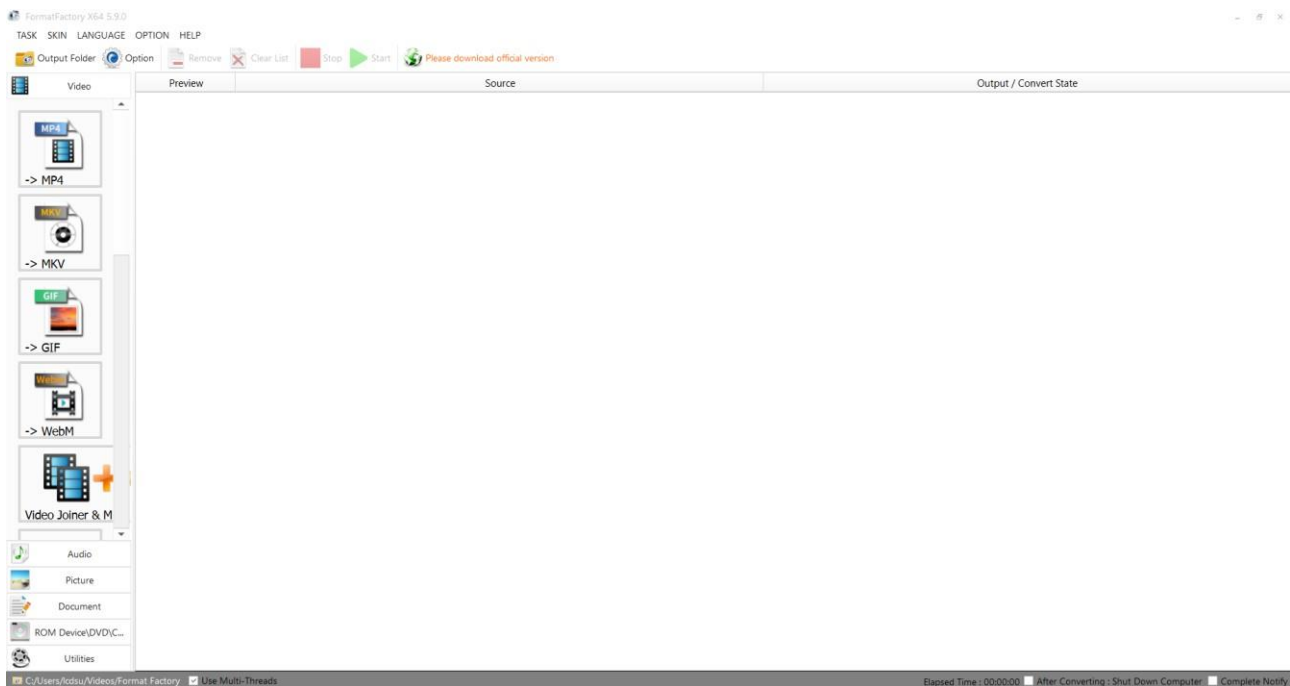 FormatFactory X64 5.9.0
TASK SKIN LANGUAGE OPTION HELP
Output Folder Option Remove Clear List Stop Start Please download official version
Video Preview Source Output / Convert State
MP4
-> MP4
MKV
-> MKV
GIF
-> GIF
WebM
-> WebM
Video Joiner & M
Audio
Picture
Document
ROM Device\DVD\C...
Utilities
C:/Users/lcdsu/Videos/Format Factory Use Multi-Threads Elapsed Time : 00:00:00 After Converting : Shut Down Computer Complete Notify